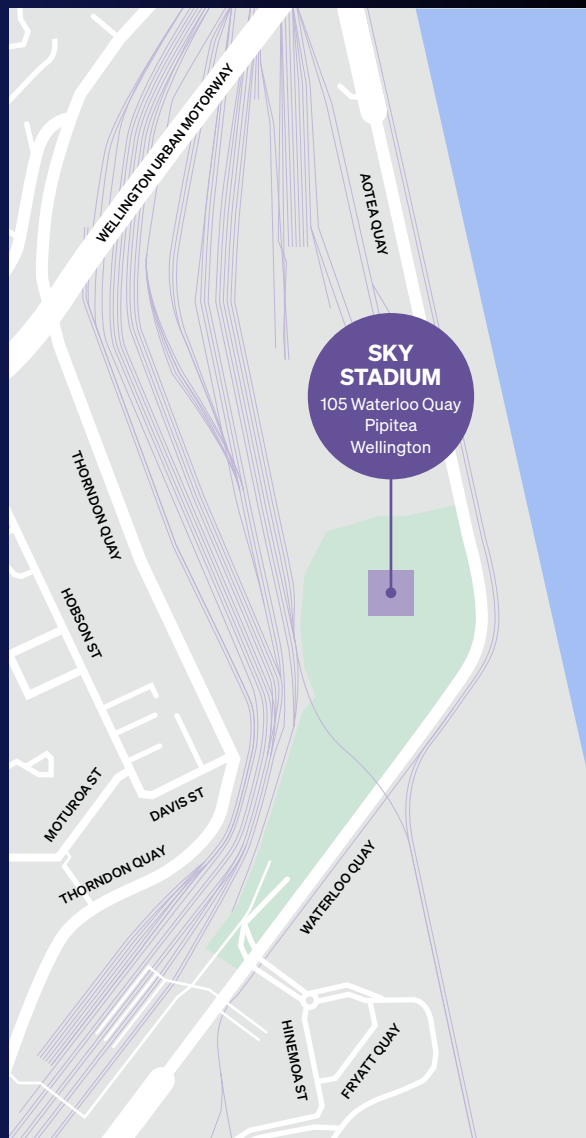 WELLINGTON URBAN MOTORWAY
AOTEA QUAY
SKY
STADIUM
105 Waterloo Quay
Pipitea
Wellington
THORNDON QUAY
HOBSON ST
MOTUROA ST
DAVIS ST
THORNDON QUAY
WATERLOO QUAY
HINEMOA ST
FRYATT QUAY